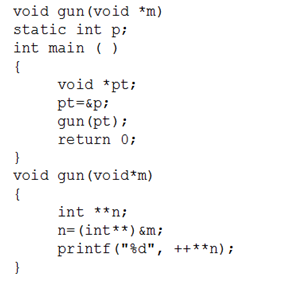 void gun(void *m)
static int p;
int main ( )
{
void *pt;
pt=&p;
gun(pt);
return 0;
}
void gun(void*m)
{
int **n;
n=(int**)&m;
printf("%d", ++**n);
}